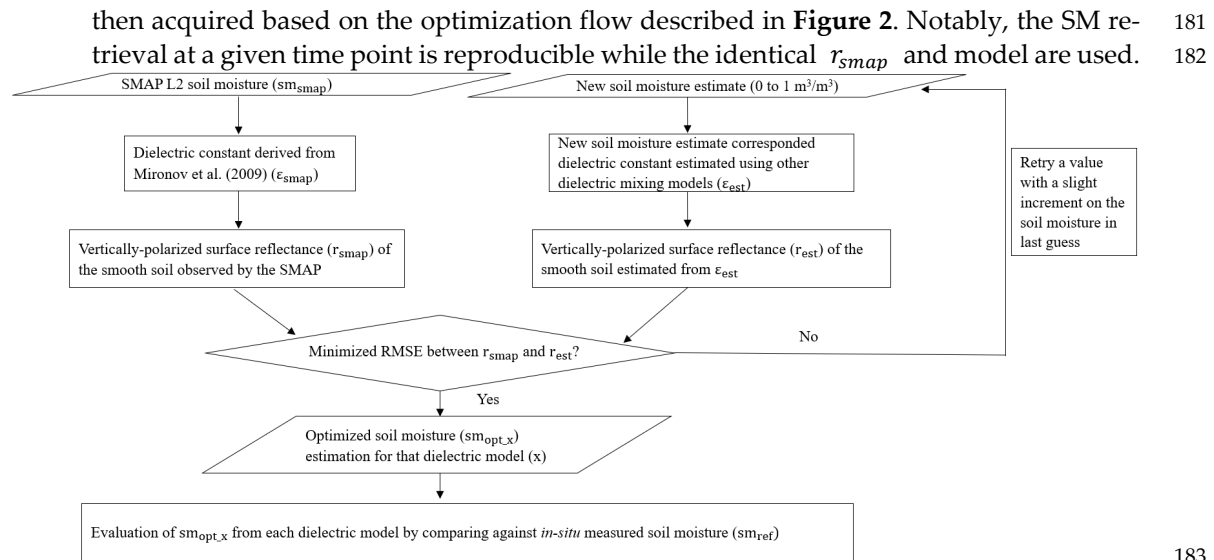 then acquired based on the optimization flow described in Figure 2. Notably, the SM re- 181
trieval at a given time point is reproducible while the identical r_smap and model are used. 182
SMAP L2 soil moisture (sm_smap)
New soil moisture estimate (0 to 1 m³/m³)
Dielectric constant derived from
Mironov et al. (2009) (ε_smap)
New soil moisture estimate corresponded
dielectric constant estimated using other
dielectric mixing models (ε_est)
Retry a value
with a slight
increment on the
soil moisture in
last guess
Vertically-polarized surface reflectance (r_smap) of
the smooth soil observed by the SMAP
Vertically-polarized surface reflectance (r_est) of the
smooth soil estimated from ε_est
Minimized RMSE between r_smap and r_est?
No
Yes
Optimized soil moisture (sm_opt_x)
estimation for that dielectric model (x)
Evaluation of sm_opt_x from each dielectric model by comparing against in-situ measured soil moisture (sm_ref)
183